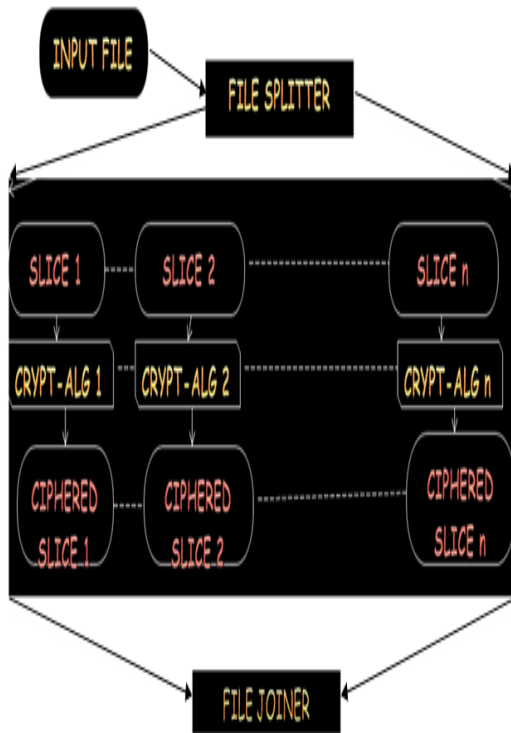 INPUT FILE
FILE SPLITTER
SLICE 1
SLICE 2
SLICE n
CRYPT-ALG 1
CRYPT-ALG 2
CRYPT-ALG n
CIPHERED
SLICE 1
CIPHERED
SLICE 2
CIPHERED
SLICE n
FILE JOINER